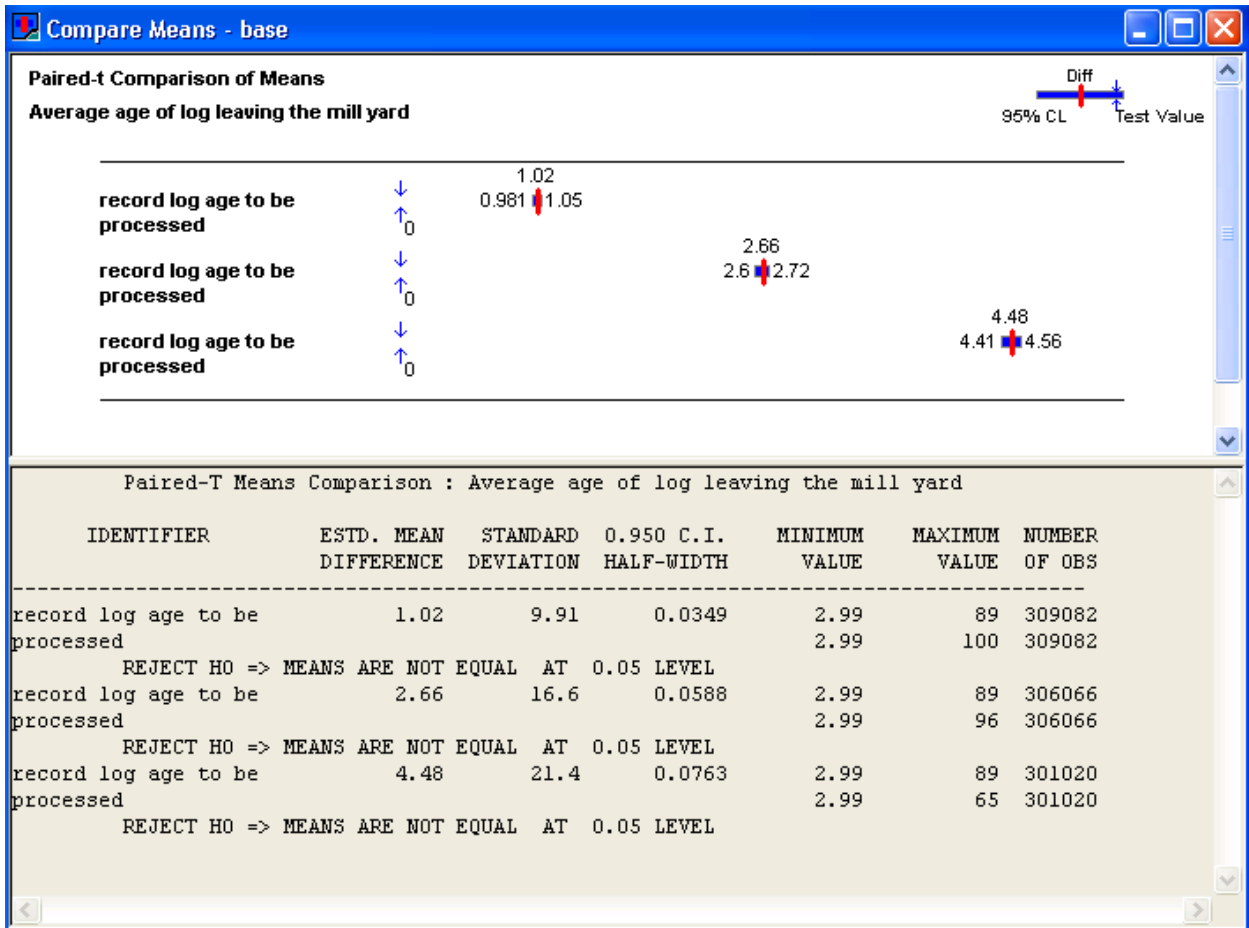 Compare Means - base
Paired-t Comparison of Means
Average age of log leaving the mill yard
Diff
95% CL Test Value
1.02
record log age to be
processed
0.981 1.05
0
2.66
record log age to be
processed
2.6 2.72
0
4.48
record log age to be
processed
4.41 4.56
0
Paired-T Means Comparison : Average age of log leaving the mill yard
IDENTIFIER ESTD. MEAN STANDARD 0.950 C.I. MINIMUM MAXIMUM NUMBER
DIFFERENCE DEVIATION HALF-WIDTH VALUE VALUE OF OBS
record log age to be 1.02 9.91 0.0349 2.99 89 309082
processed 2.99 100 309082
REJECT H0 => MEANS ARE NOT EQUAL AT 0.05 LEVEL
record log age to be 2.66 16.6 0.0588 2.99 89 306066
processed 2.99 96 306066
REJECT H0 => MEANS ARE NOT EQUAL AT 0.05 LEVEL
record log age to be 4.48 21.4 0.0763 2.99 89 301020
processed 2.99 65 301020
REJECT H0 => MEANS ARE NOT EQUAL AT 0.05 LEVEL